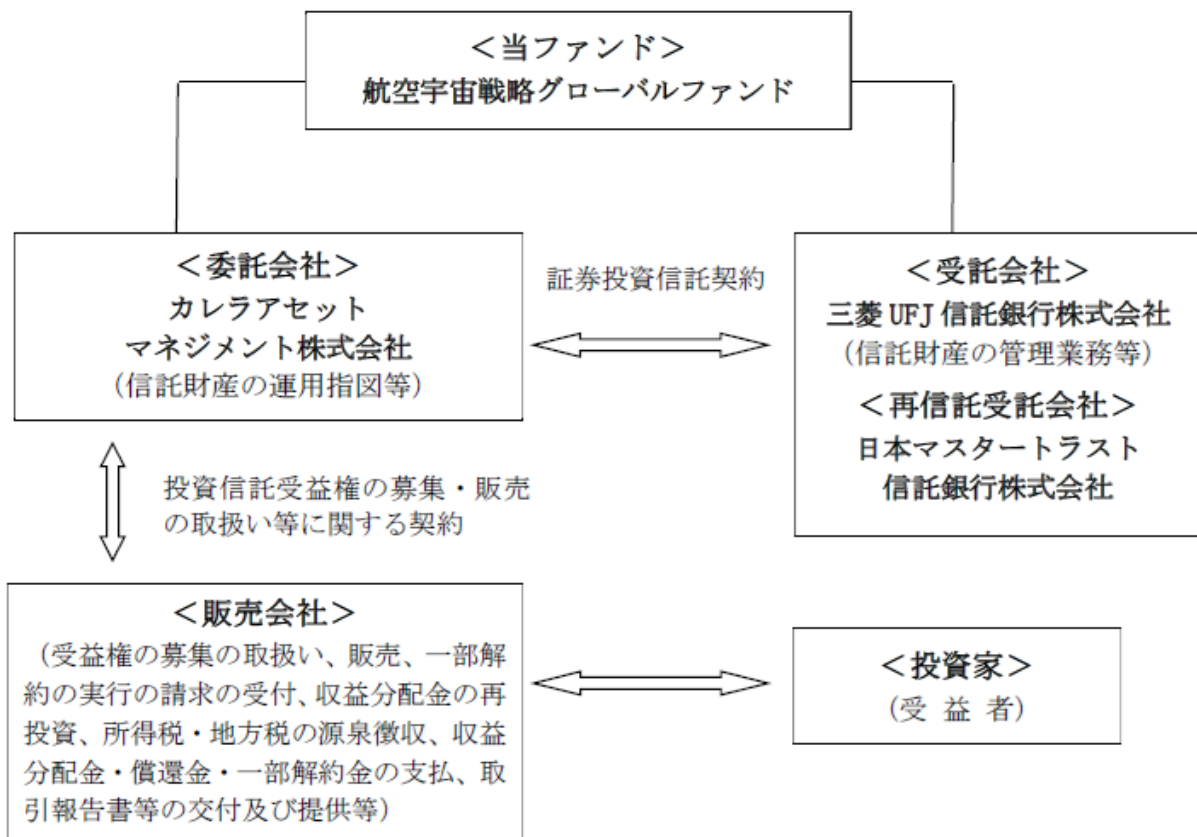 ＜当ファンド＞
航空宇宙戦略グローバルファンド
＜委託会社＞
カレラアセット
マネジメント株式会社
（信託財産の運用指図等）
証券投資信託契約
＜受託会社＞
三菱 UFJ 信託銀行株式会社
（信託財産の管理業務等）
＜再信託受託会社＞
日本マスタートラスト
信託銀行株式会社
投資信託受益権の募集・販売
の取扱い等に関する契約
＜販売会社＞
（受益権の募集の取扱い、販売、一部解
約の実行の請求の受付、収益分配金の再
投資、所得税・地方税の源泉徴収、収益
分配金・償還金・一部解約金の支払、取
引報告書等の交付及び提供等）
＜投資家＞
（受 益 者）